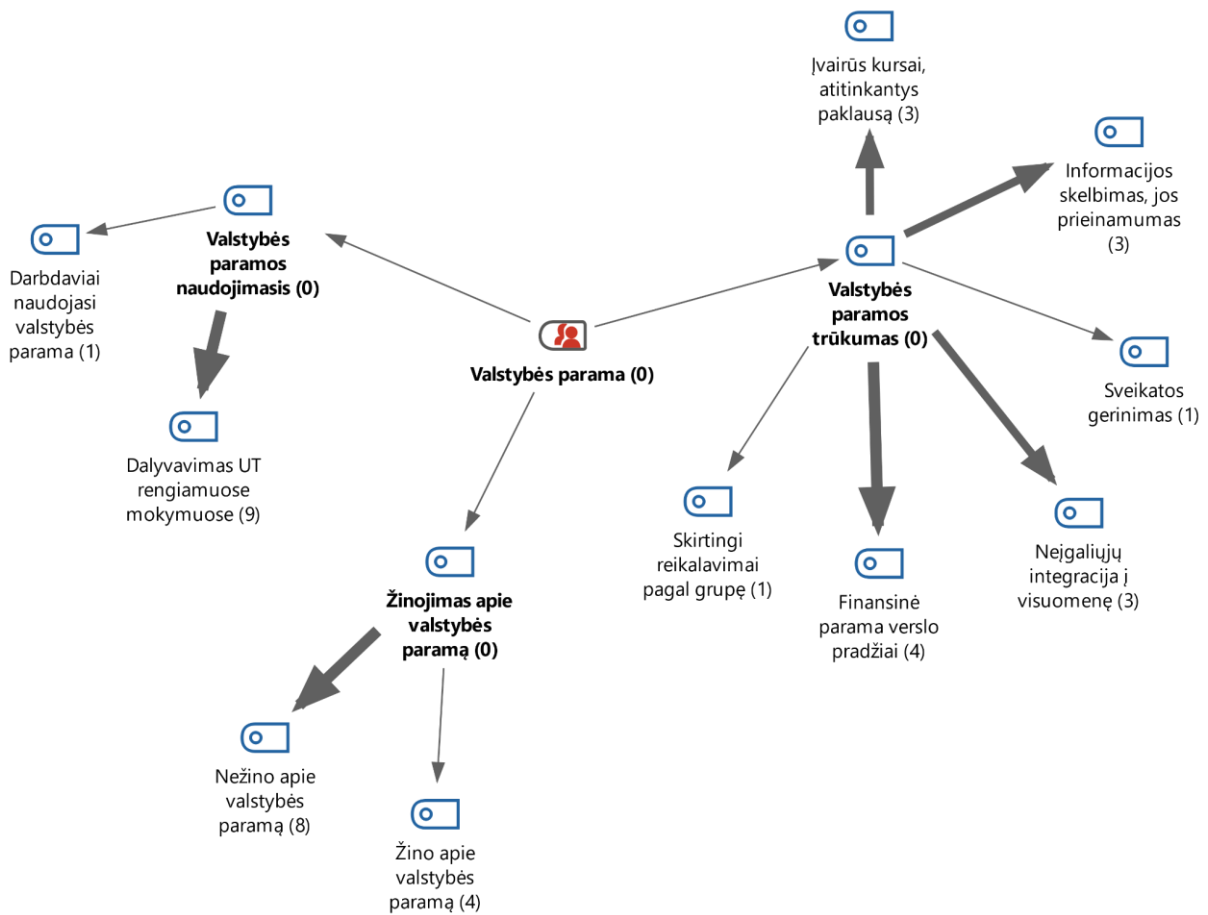 Įvairūs kursai,
atitinkantys
paklausą (3)
Informacijos
skelbimas, jos
prieinamumas
(3)
Valstybės
paramos
naudojimasis (0)
Darbdaviai
naudojasi
valstybės
parama (1)
Valstybės
paramos
trūkumas (0)
Valstybės parama (0)
Sveikatos
gerinimas (1)
Dalyvavimas UT
rengiamuose
mokymuose (9)
Skirtingi
reikalavimai
pagal grupę (1)
Neįgaliųjų
integracija į
visuomenę (3)
Finansinė
parama verslo
pradžiai (4)
Žinojimas apie
valstybės
paramą (0)
Nežino apie
valstybės
paramą (8)
Žino apie
valstybės
paramą (4)